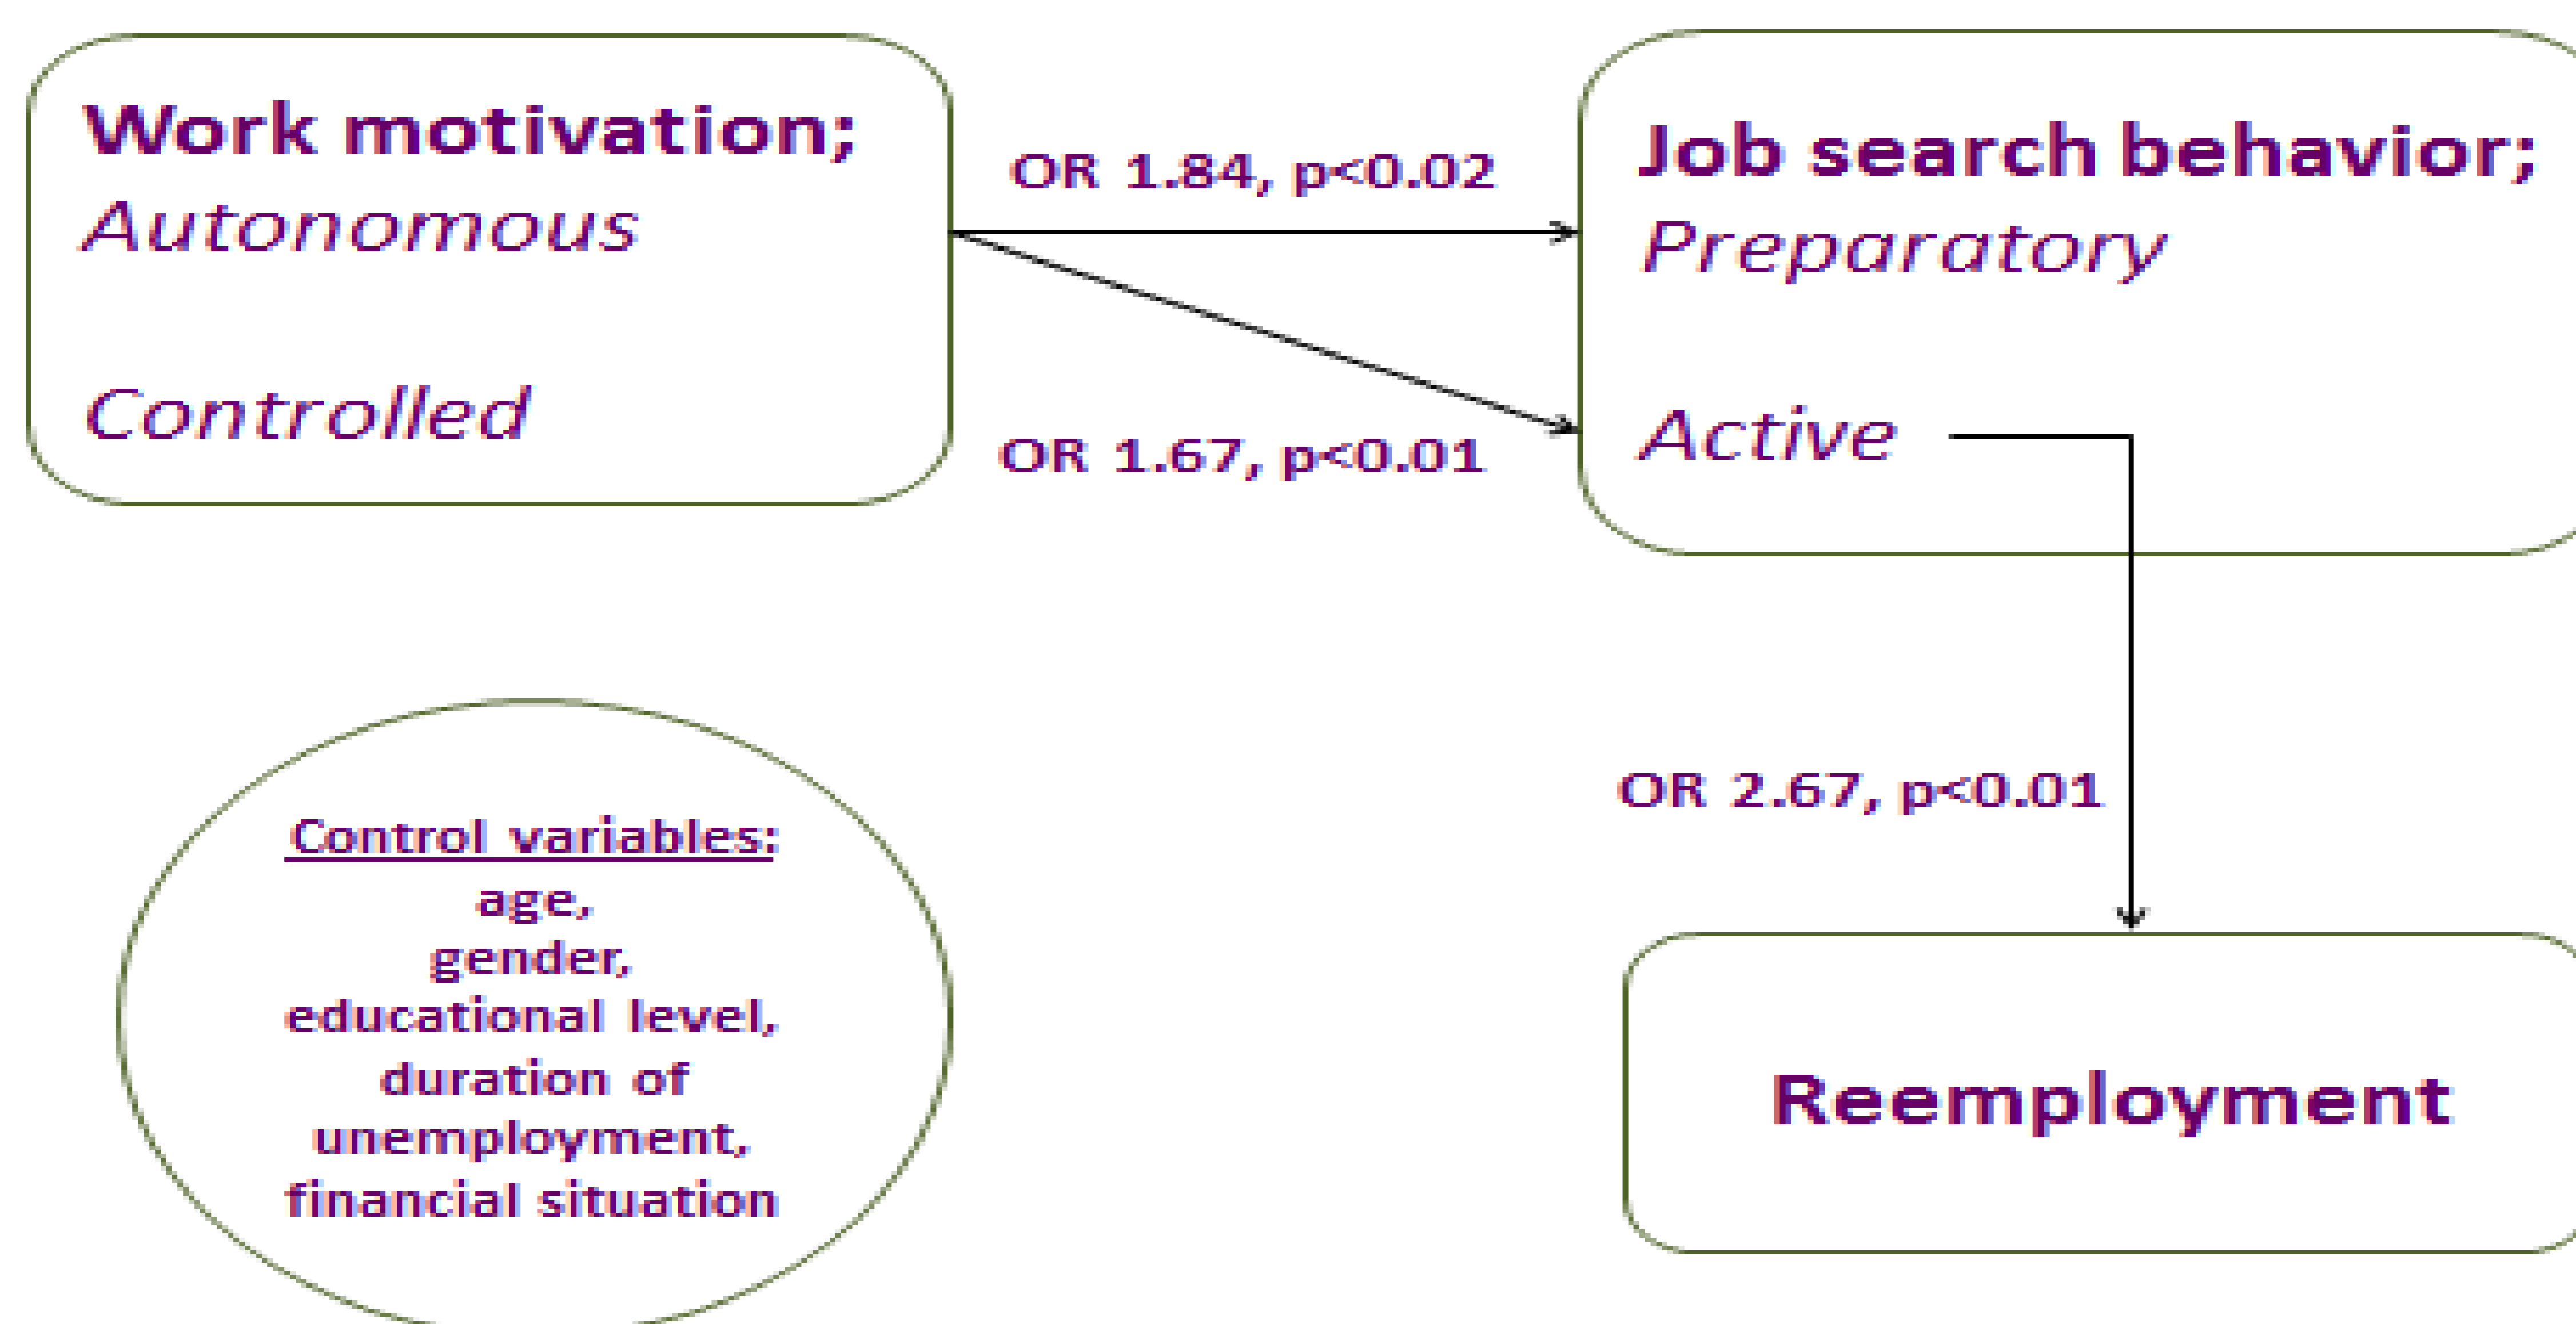 Work motivation;
Autonomous
Controlled
OR 1.84, p<0.02
OR 1.67, p<0.01
Job search behavior;
Preparatory
Active
OR 2.67, p<0.01
Reemployment
Control variables:
age,
gender,
educational level,
duration of
unemployment,
financial situation